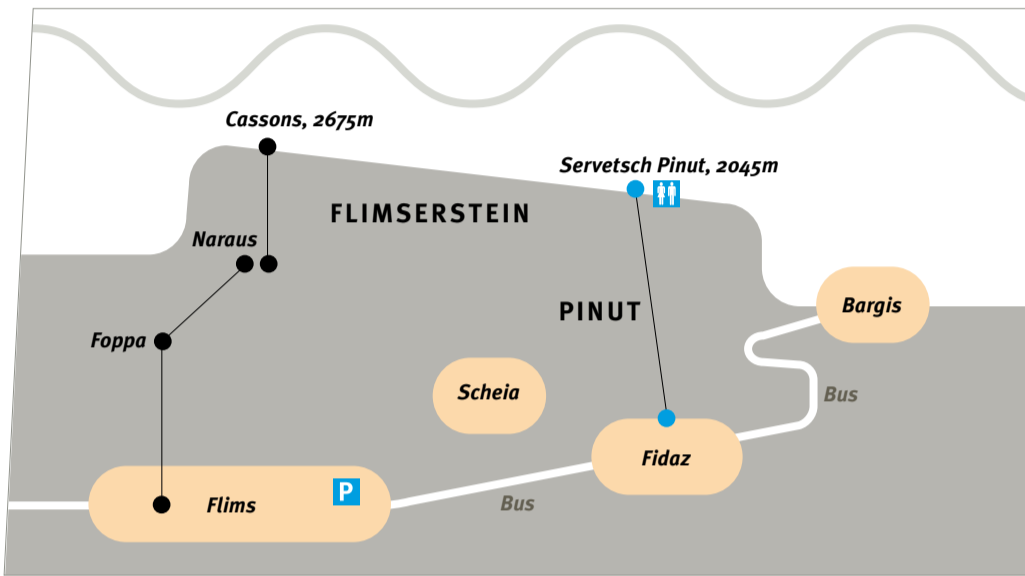 Cassons, 2675m
Servetsch Pinut, 2045m
FLIMSERSTEIN
Naraus
PINUT
Bargis
Foppa
Scheia
Bus
Fidaz
P
Flims
Bus